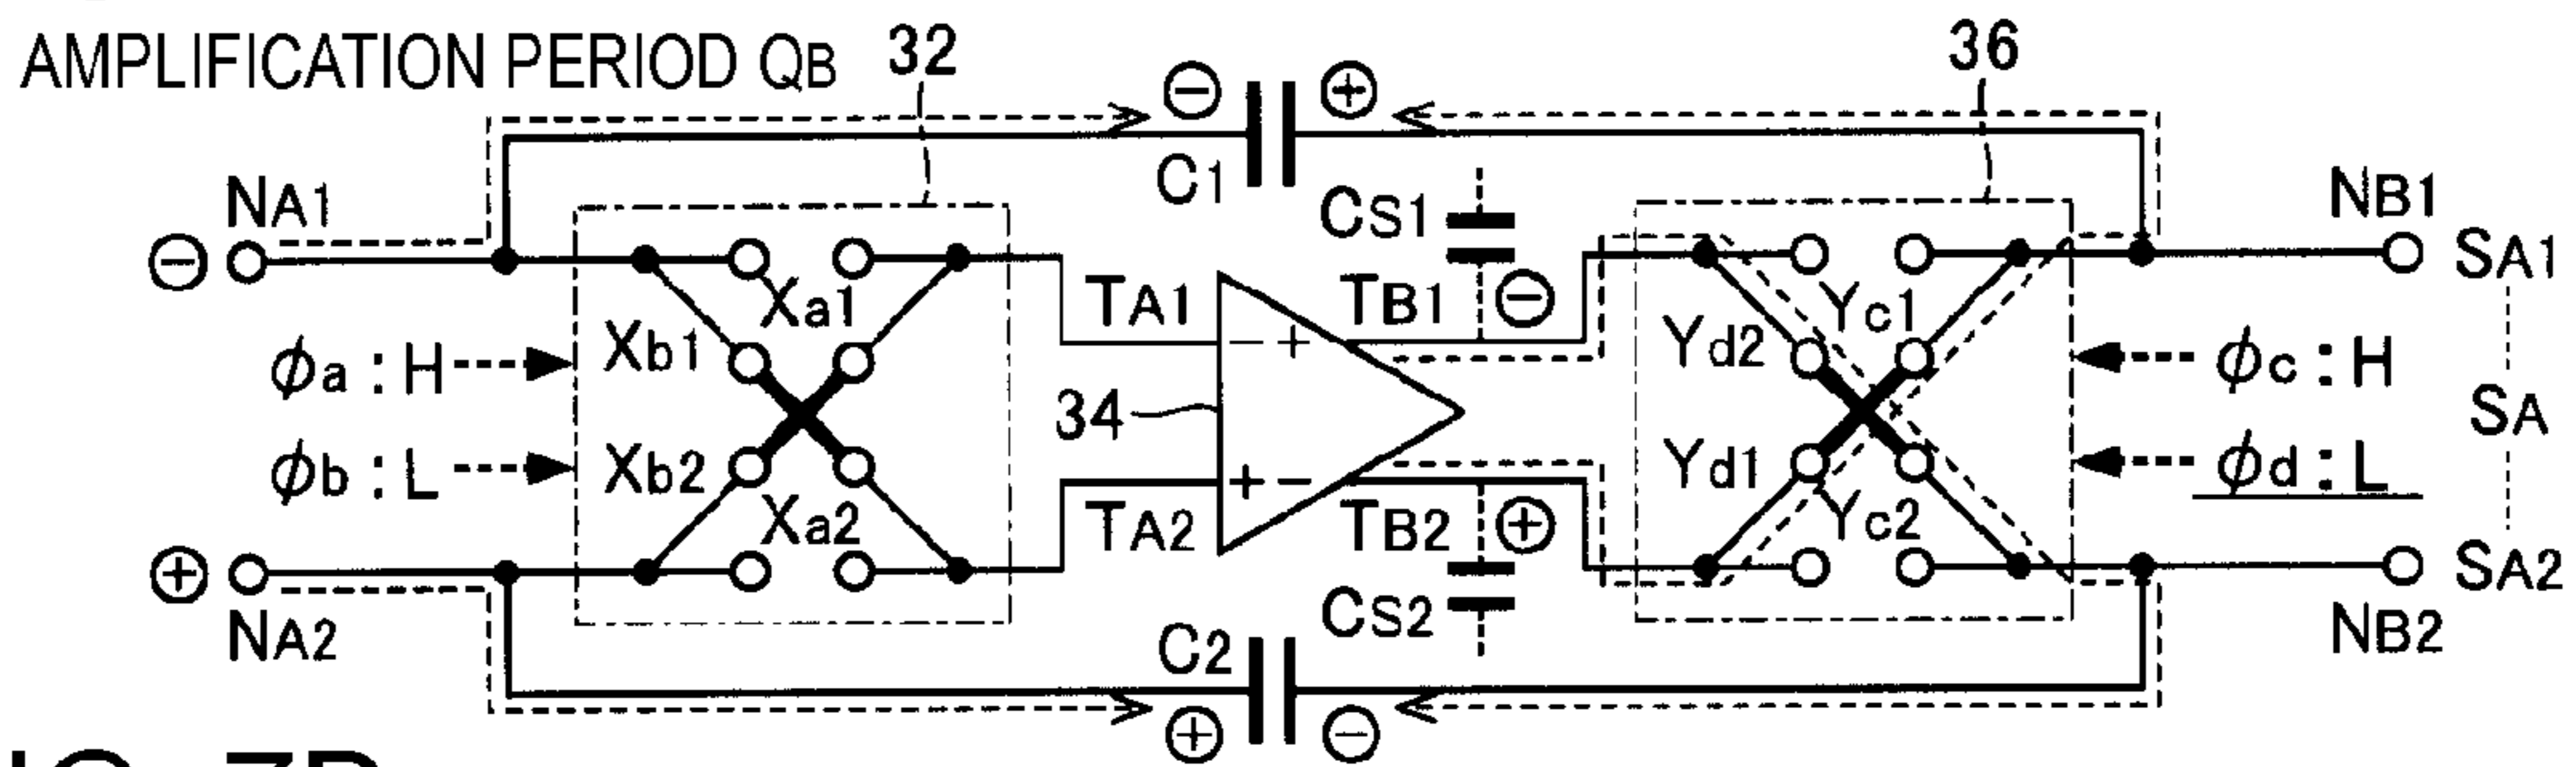 AMPLIFICATION PERIOD QB
32
36
⊖
⊕
C1
CS1
NA1
NB1
⊖
SA1
Xa1
TA1
TB1
⊖
Yc1
Xb1
Yd2
− +
ϕa : H
ϕc : H
34
SA
ϕb : L
Xb2
Yd1
ϕd : L
+ −
Xa2
TA2
TB2
⊕
Yc2
⊕
SA2
NA2
CS2
NB2
C2
⊕
⊖